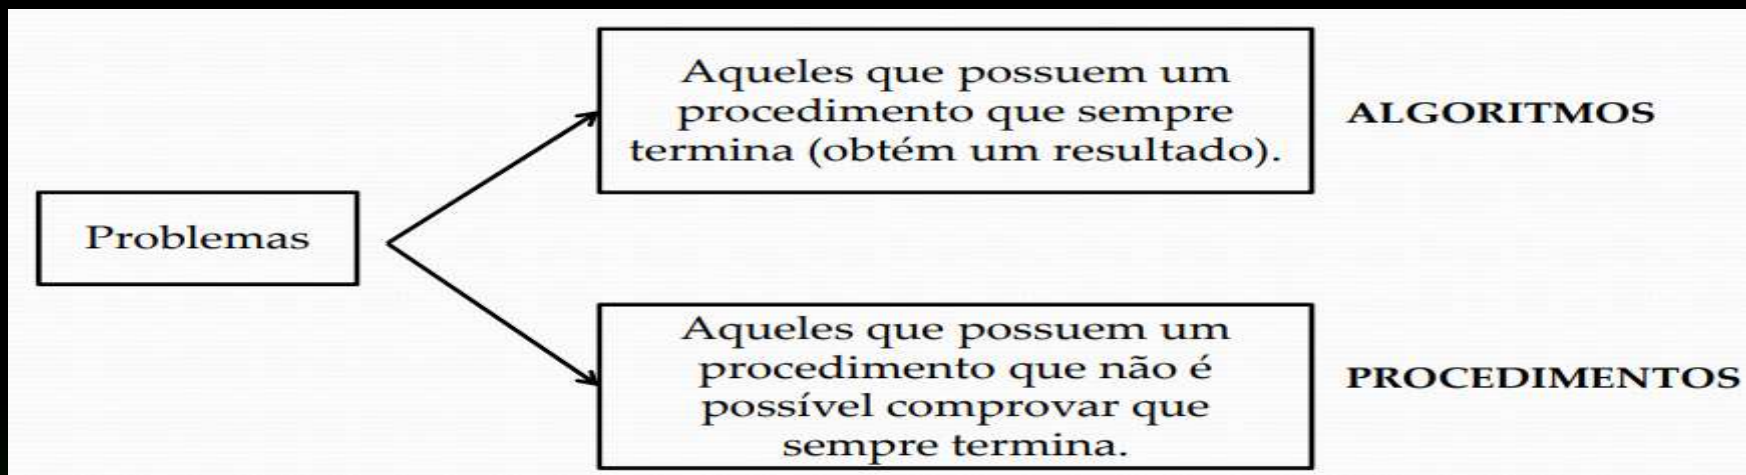 Aqueles que possuem um
procedimento que sempre
termina (obtém um resultado).
ALGORITMOS
Problemas
Aqueles que possuem um
procedimento que não é
possível comprovar que
sempre termina.
PROCEDIMENTOS